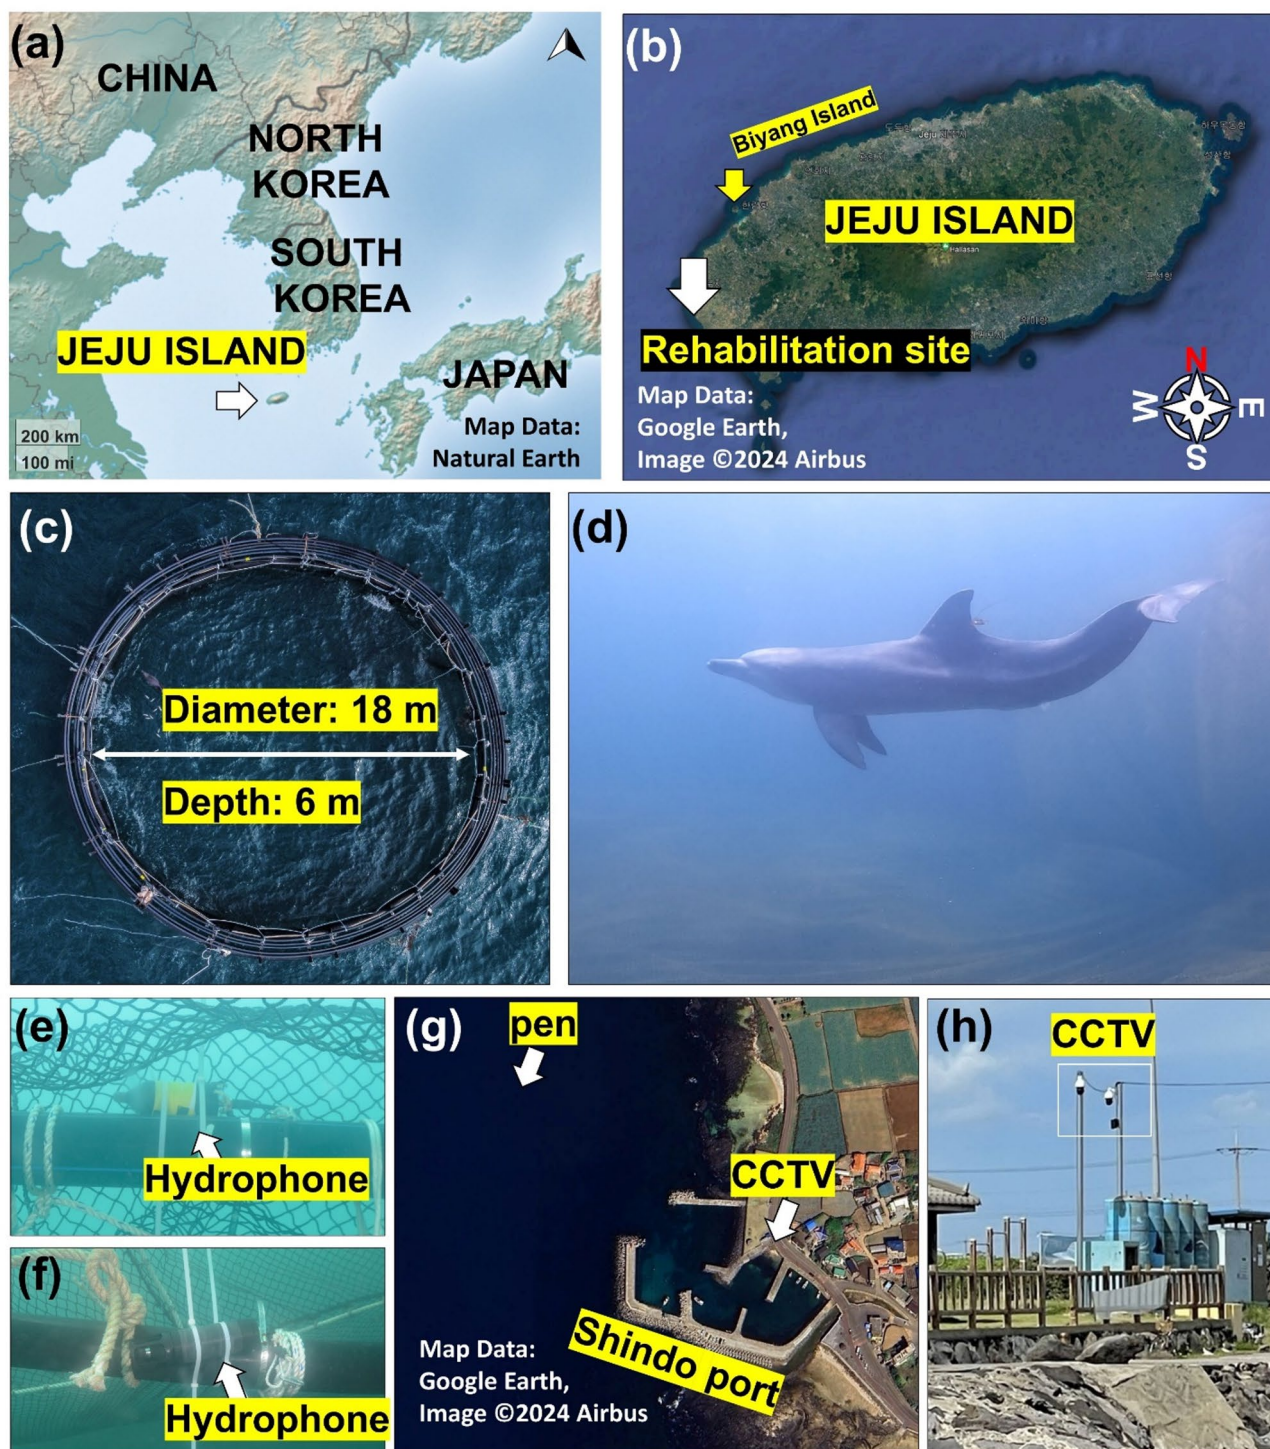 (a)
CHINA
NORTH
KOREA
SOUTH
KOREA
JEJU ISLAND
JAPAN
Map Data:
Natural Earth
200 km
100 mi
(b)
Biyang Island
JEJU ISLAND
Hallasan
Rehabilitation site
Map Data:
Google Earth,
Image ©2024 Airbus
N
W
E
S
(c)
Diameter: 18 m
Depth: 6 m
(d)
(e)
Hydrophone
(f)
Hydrophone
(g)
pen
CCTV
Shindo port
Map Data:
Google Earth,
Image ©2024 Airbus
(h)
CCTV